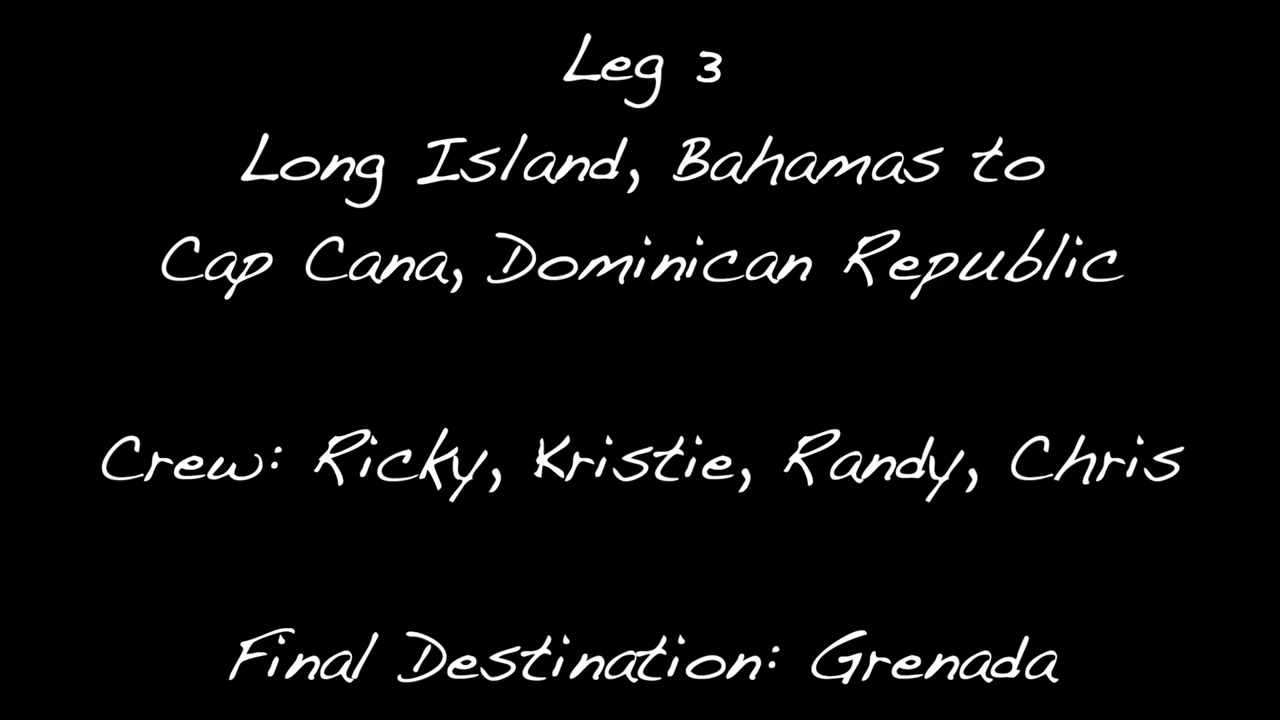 Leg 3
Long Island, Bahamas to
Cap Cana, Dominican Republic
Crew: Ricky, Kristie, Randy, Chris
Final Destination: Grenada